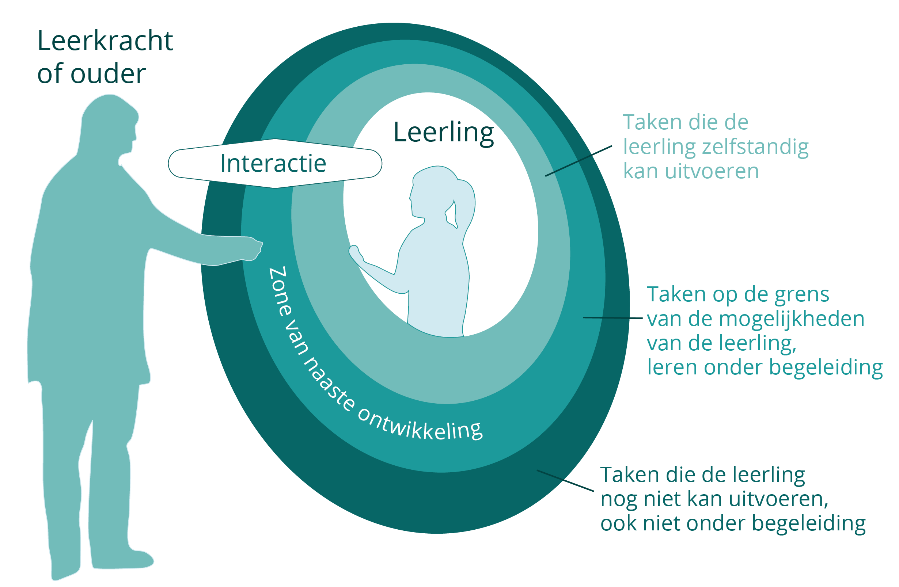 Leerkracht
of ouder
Leerling
Interactie
Taken die de
leerling zelfstandig
kan uitvoeren
Zone van naaste ontwikkeling
Taken op de grens
van de mogelijkheden
van de leerling,
leren onder begeleiding
Taken die de leerling
nog niet kan uitvoeren,
ook niet onder begeleiding